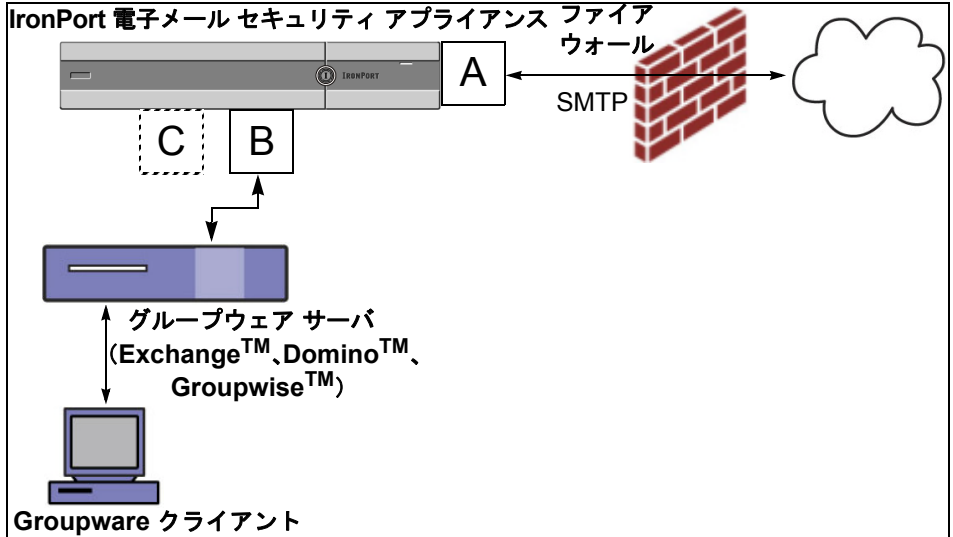 IronPort 電子メール セキュリティ アプライアンス
ファイア
ウォール
IRONPORT
A
SMTP
C
B
グループウェア サーバ
（Exchange™、Domino™、
Groupwise™）
Groupware クライアント